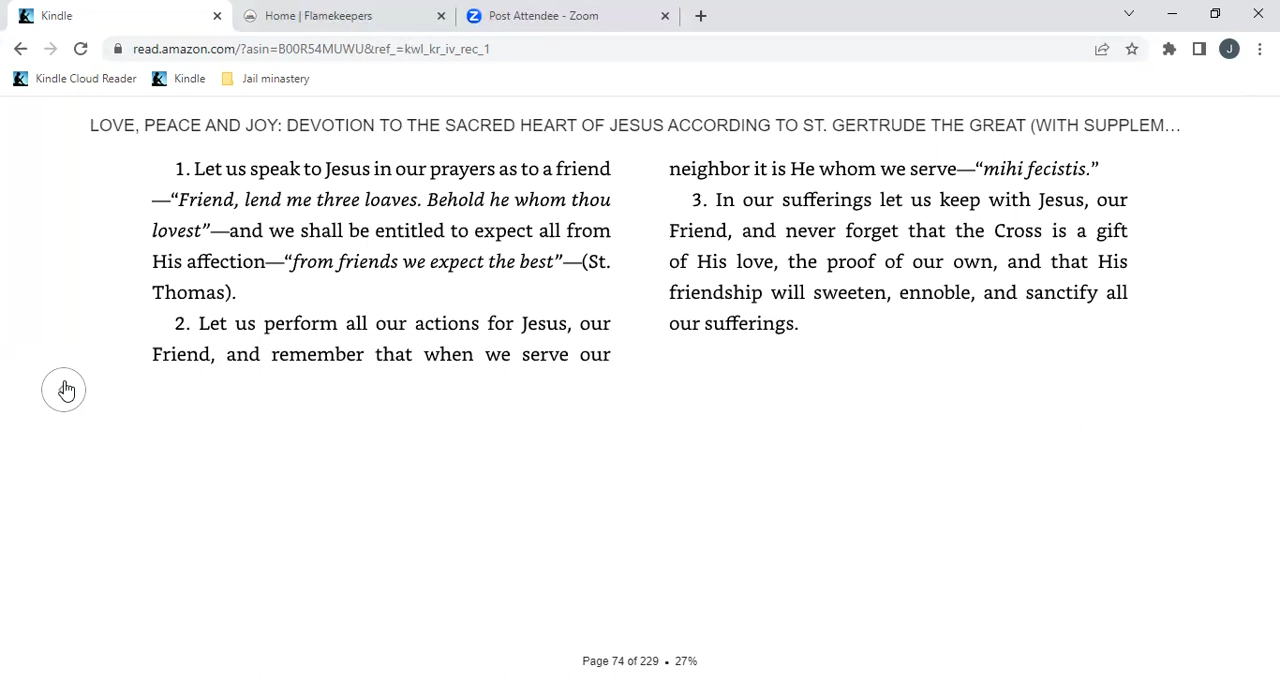 Kindle
Home | Flamekeepers
Post Attendee - Zoom
read.amazon.com/?asin=B00R54MUWU&ref_=kwl_kr_iv_rec_1
J
Kindle Cloud Reader
Kindle
Jail minastery
LOVE, PEACE AND JOY: DEVOTION TO THE SACRED HEART OF JESUS ACCORDING TO ST. GERTRUDE THE GREAT (WITH SUPPLEM…
1. Let us speak to Jesus in our prayers as to a friend
—“Friend, lend me three loaves. Behold he whom thou
lovest”—and we shall be entitled to expect all from
His affection—“from friends we expect the best”—(St.
Thomas).
2. Let us perform all our actions for Jesus, our
Friend, and remember that when we serve our
neighbor it is He whom we serve—“mihi fecistis.”
3. In our sufferings let us keep with Jesus, our
Friend, and never forget that the Cross is a gift
of His love, the proof of our own, and that His
friendship will sweeten, ennoble, and sanctify all
our sufferings.
Page 74 of 229 • 27%